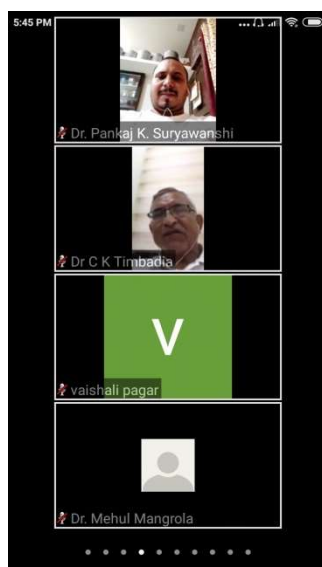 5:45 PM
Dr. Pankaj K. Suryawanshi
Dr C K Timbadia
V
vaishali pagar
Dr. Mehul Mangrola